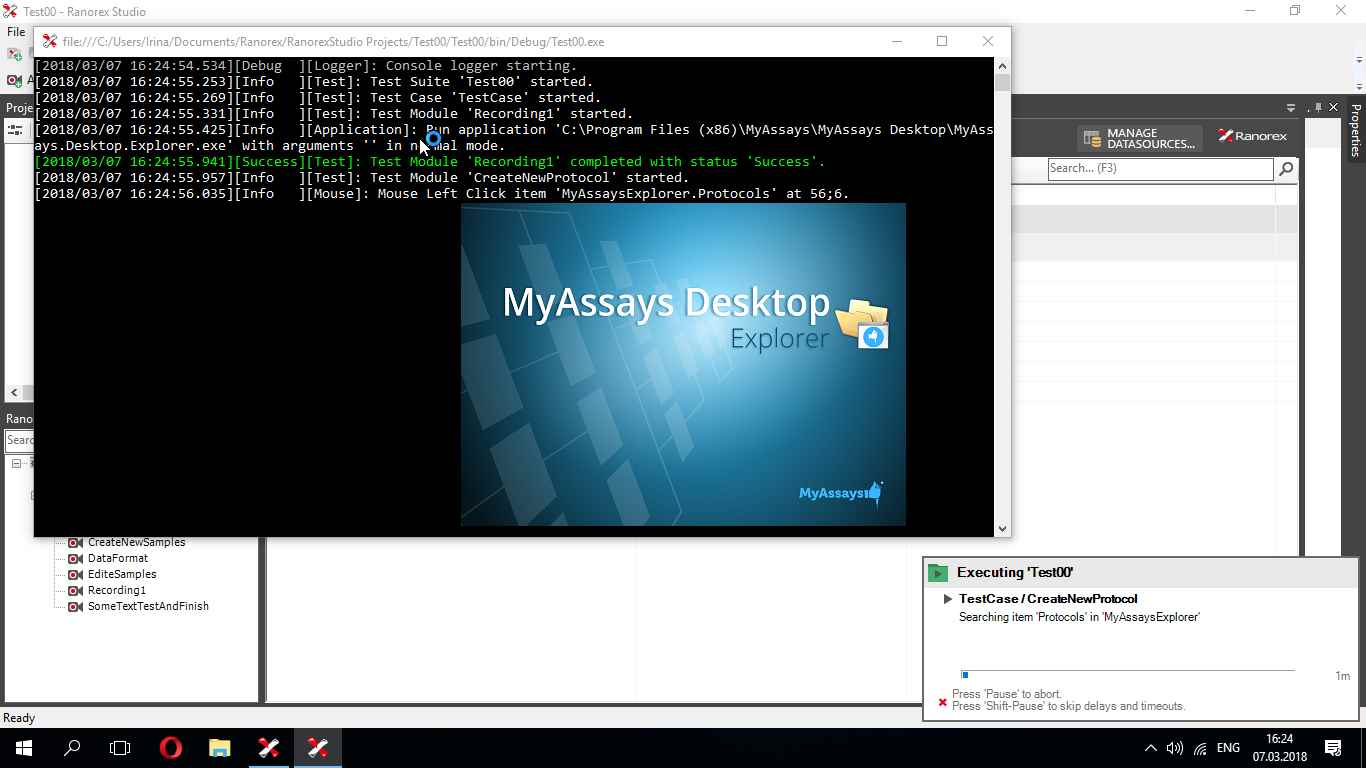 Test00 - Ranorex Studio
File
file:///C:/Users/Irina/Documents/Ranorex/RanorexStudio Projects/Test00/Test00/bin/Debug/Test00.exe
[2018/03/07 16:24:54.534][Debug  ][Logger]: Console logger starting.
[2018/03/07 16:24:55.253][Info   ][Test]: Test Suite 'Test00' started.
[2018/03/07 16:24:55.269][Info   ][Test]: Test Case 'TestCase' started.
[2018/03/07 16:24:55.331][Info   ][Test]: Test Module 'Recording1' started.
[2018/03/07 16:24:55.425][Info   ][Application]: Run application 'C:\Program Files (x86)\MyAssays\MyAssays Desktop\MyAss
ays.Desktop.Explorer.exe' with arguments '' in normal mode.
[2018/03/07 16:24:55.941][Success][Test]: Test Module 'Recording1' completed with status 'Success'.
[2018/03/07 16:24:55.957][Info   ][Test]: Test Module 'CreateNewProtocol' started.
[2018/03/07 16:24:56.035][Info   ][Mouse]: Mouse Left Click item 'MyAssaysExplorer.Protocols' at 56;6.
A
Proje
Properties
MANAGE
DATASOURCES...
Ranorex
Search... (F3)
MyAssays Desktop
Explorer
MyAssays
Rano
Searc
CreateNewSamples
DataFormat
EditeSamples
Recording1
SomeTextTestAndFinish
Executing 'Test00'
TestCase / CreateNewProtocol
Searching item 'Protocols' in 'MyAssaysExplorer'
1m
Press 'Pause' to abort.
Press 'Shift-Pause' to skip delays and timeouts.
Ready
ENG
16:24
07.03.2018